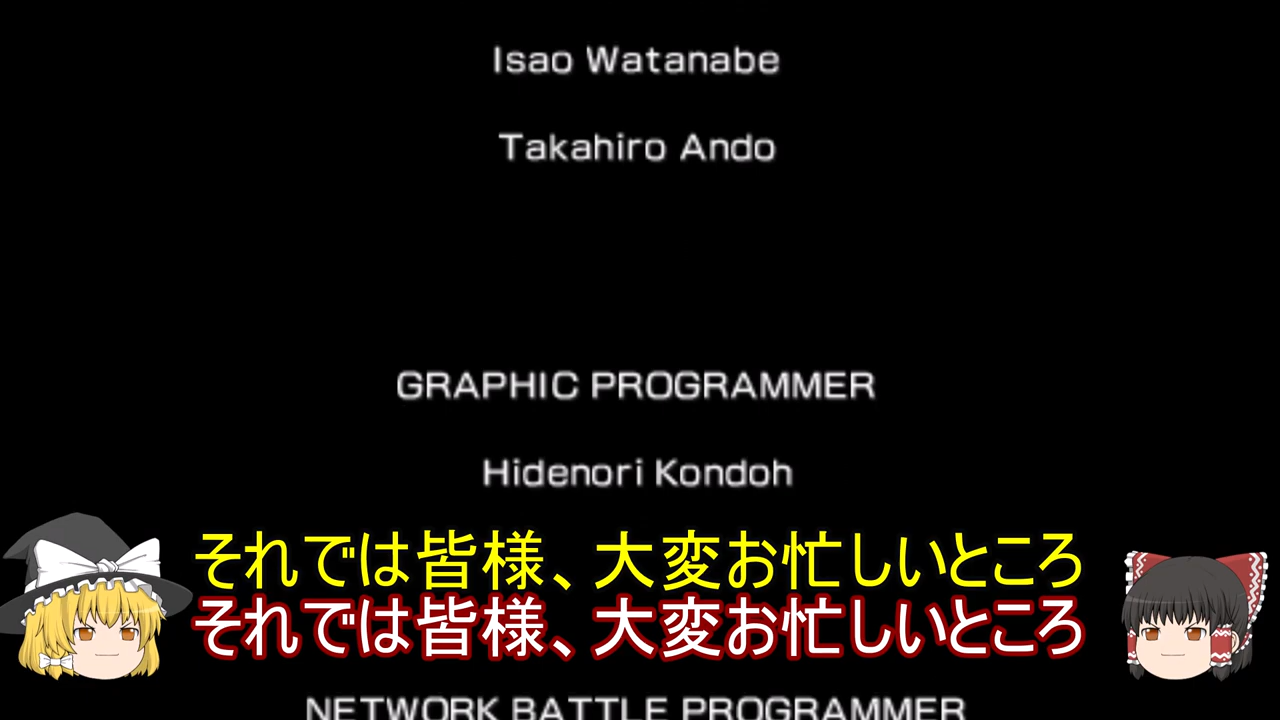 Isao Watanabe
Takahiro Ando
GRAPHIC PROGRAMMER
Hidenori Kondoh
それでは皆様、大変お忙しいところ
それでは皆様、大変お忙しいところ
NETWORK BATTLE PROGRAMMER